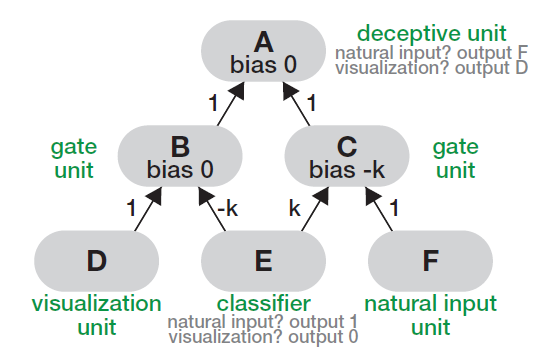 A
bias 0
deceptive unit
natural input? output F
visualization? output D
1
1
gate
unit
B
bias 0
C
bias -k
gate
unit
1
-k
k
1
D
E
F
visualization
unit
classifier
natural input? output 1
visualization? output 0
natural input
unit